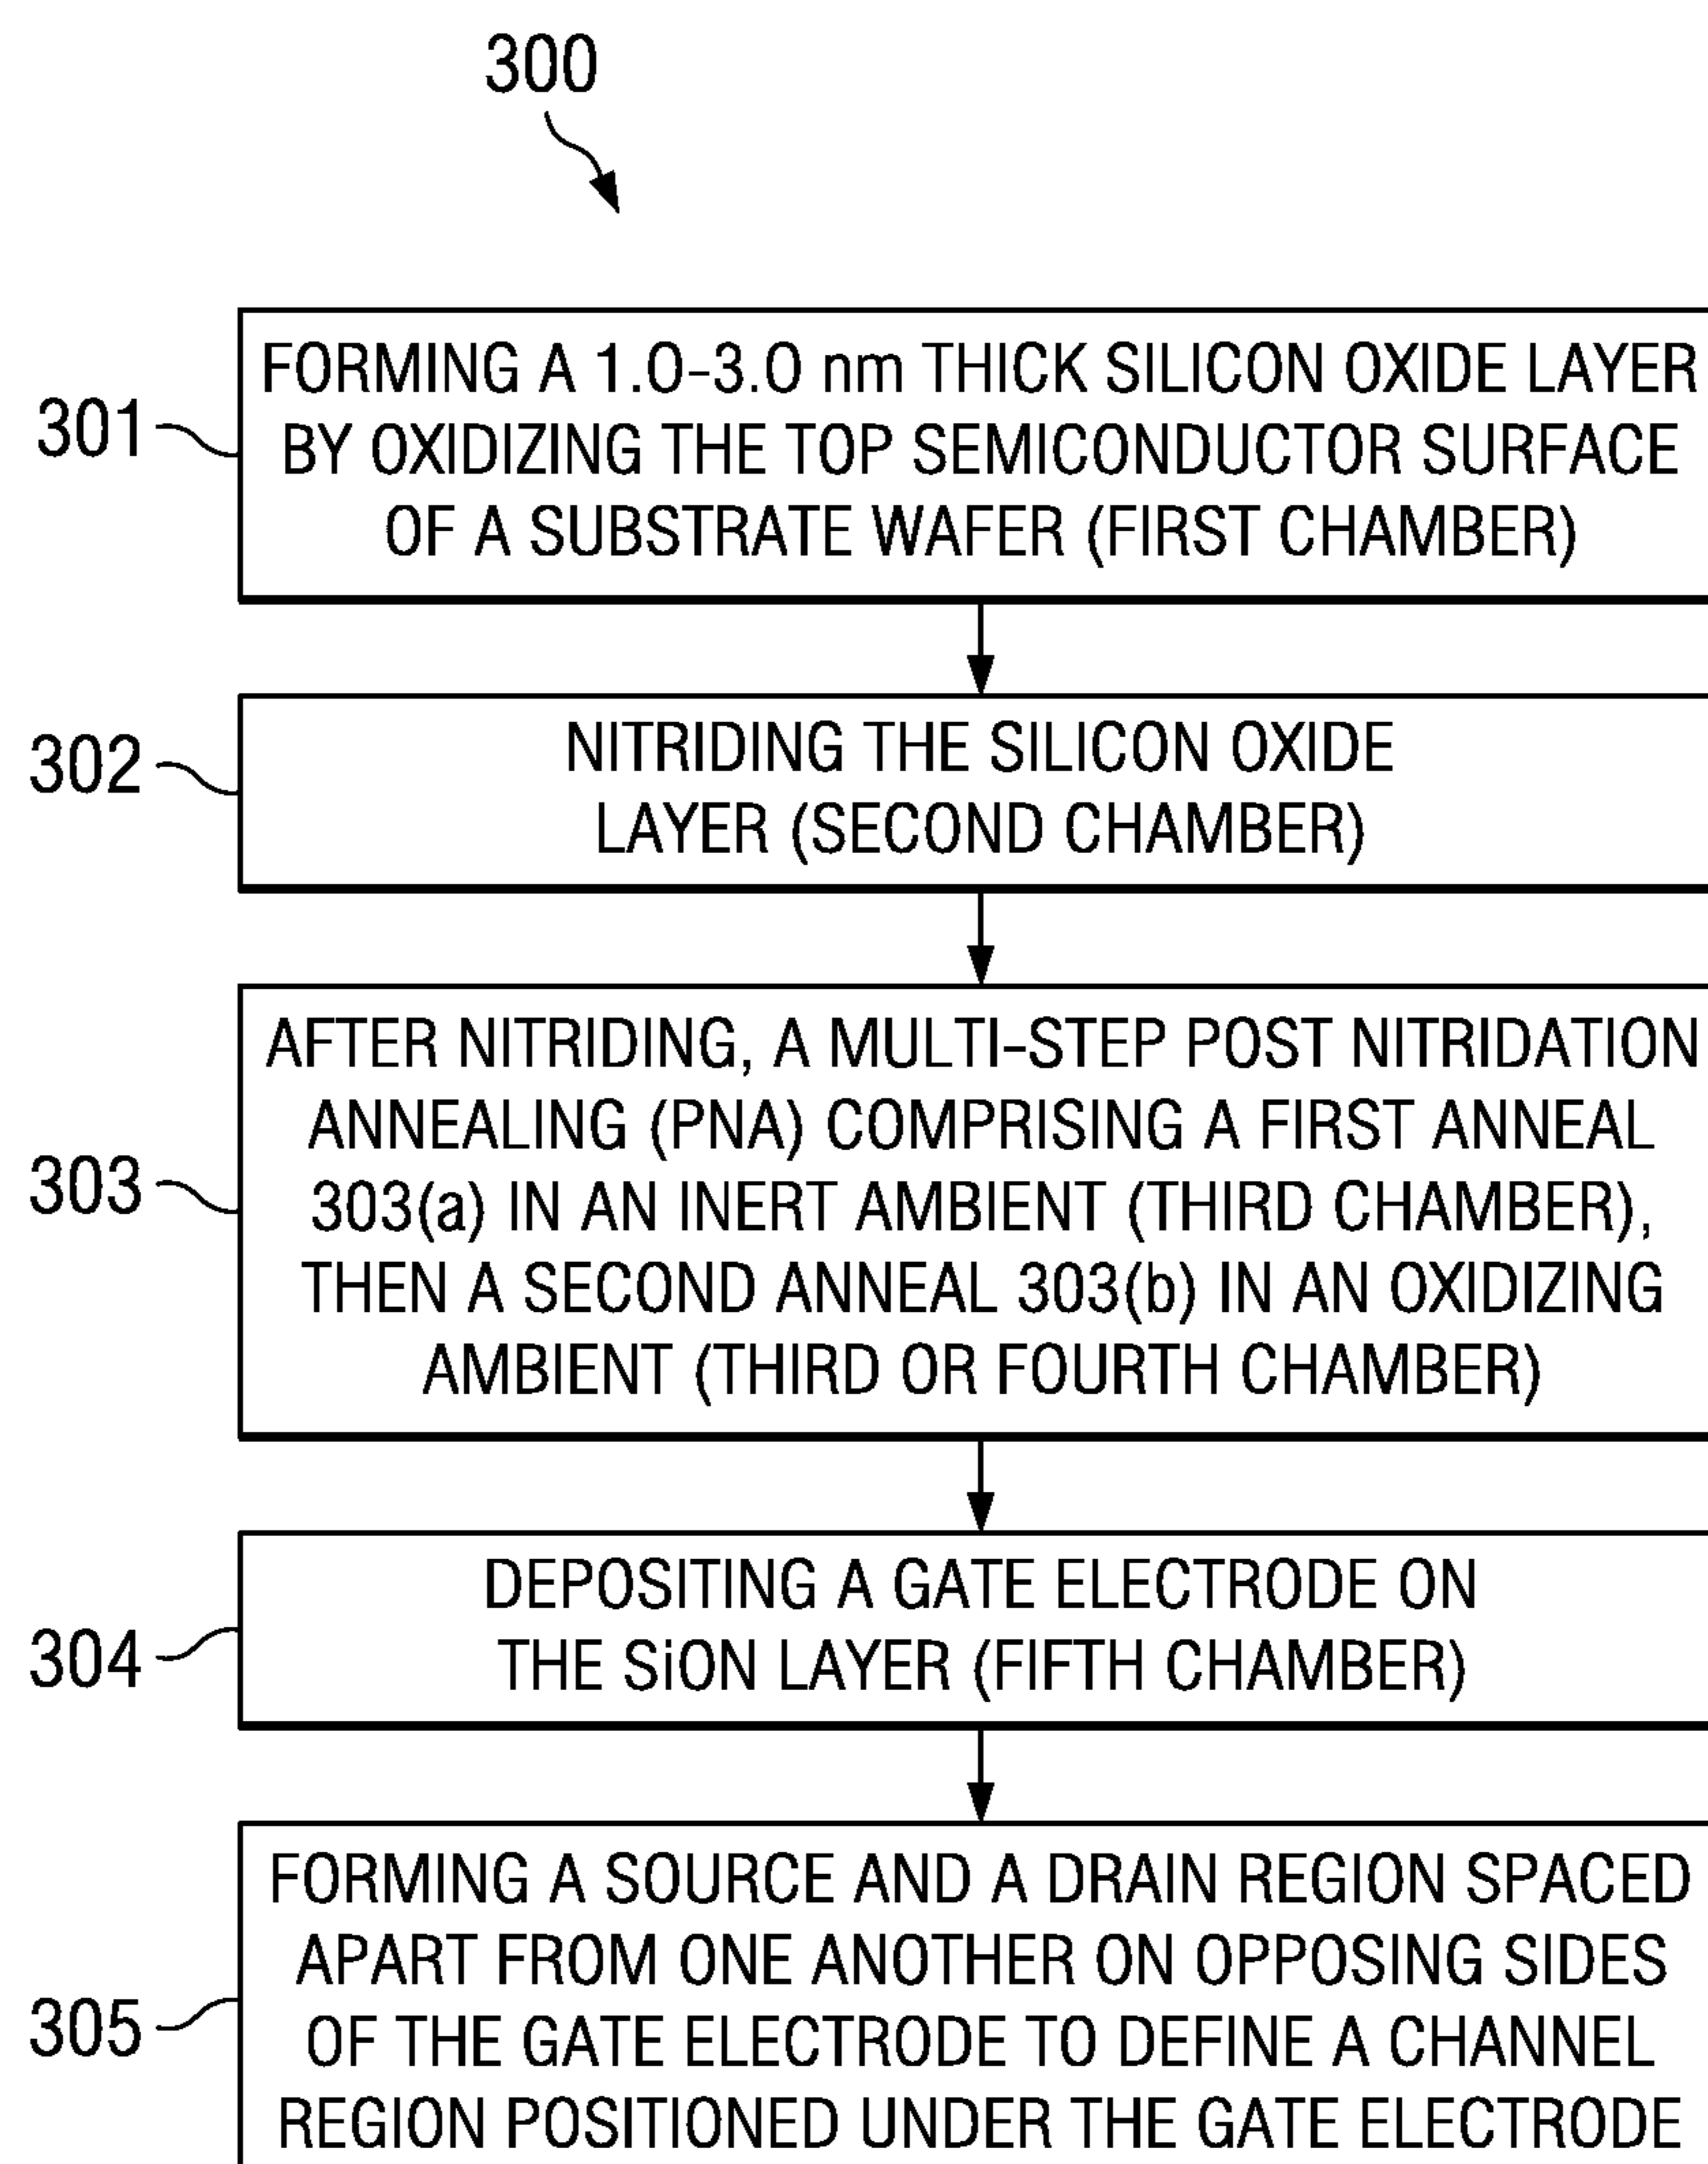 300
301
FORMING A 1.0-3.0 nm THICK SILICON OXIDE LAYER
BY OXIDIZING THE TOP SEMICONDUCTOR SURFACE
OF A SUBSTRATE WAFER (FIRST CHAMBER)
302
NITRIDING THE SILICON OXIDE
LAYER (SECOND CHAMBER)
303
AFTER NITRIDING, A MULTI-STEP POST NITRIDATION
ANNEALING (PNA) COMPRISING A FIRST ANNEAL
303(a) IN AN INERT AMBIENT (THIRD CHAMBER),
THEN A SECOND ANNEAL 303(b) IN AN OXIDIZING
AMBIENT (THIRD OR FOURTH CHAMBER)
304
DEPOSITING A GATE ELECTRODE ON
THE SiON LAYER (FIFTH CHAMBER)
305
FORMING A SOURCE AND A DRAIN REGION SPACED
APART FROM ONE ANOTHER ON OPPOSING SIDES
OF THE GATE ELECTRODE TO DEFINE A CHANNEL
REGION POSITIONED UNDER THE GATE ELECTRODE